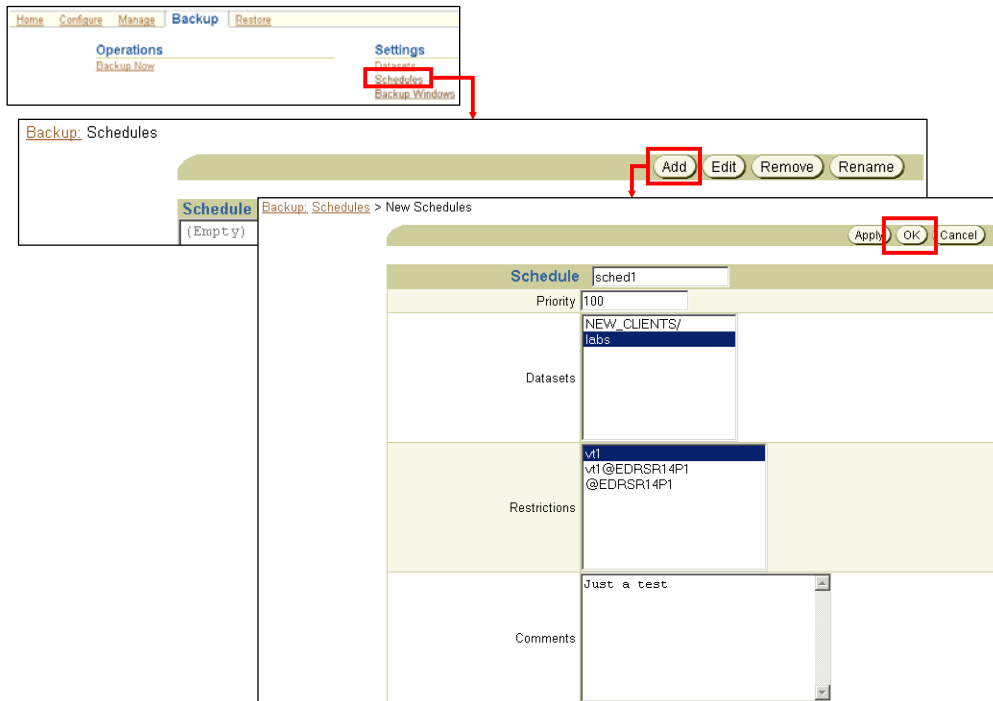 Home Configure Manage Backup Restore
Operations Settings
Backup Now Datasets
Schedules
Backup Windows
Backup: Schedules
Add Edit Remove Rename
Schedule
(Empty)
Backup: Schedules > New Schedules
Apply OK Cancel
Schedule sched1
Priority 100
Datasets
NEW_CLIENTS/
labs
Restrictions
vt1
vt1@EDRSR14P1
@EDRSR14P1
Comments
Just a test